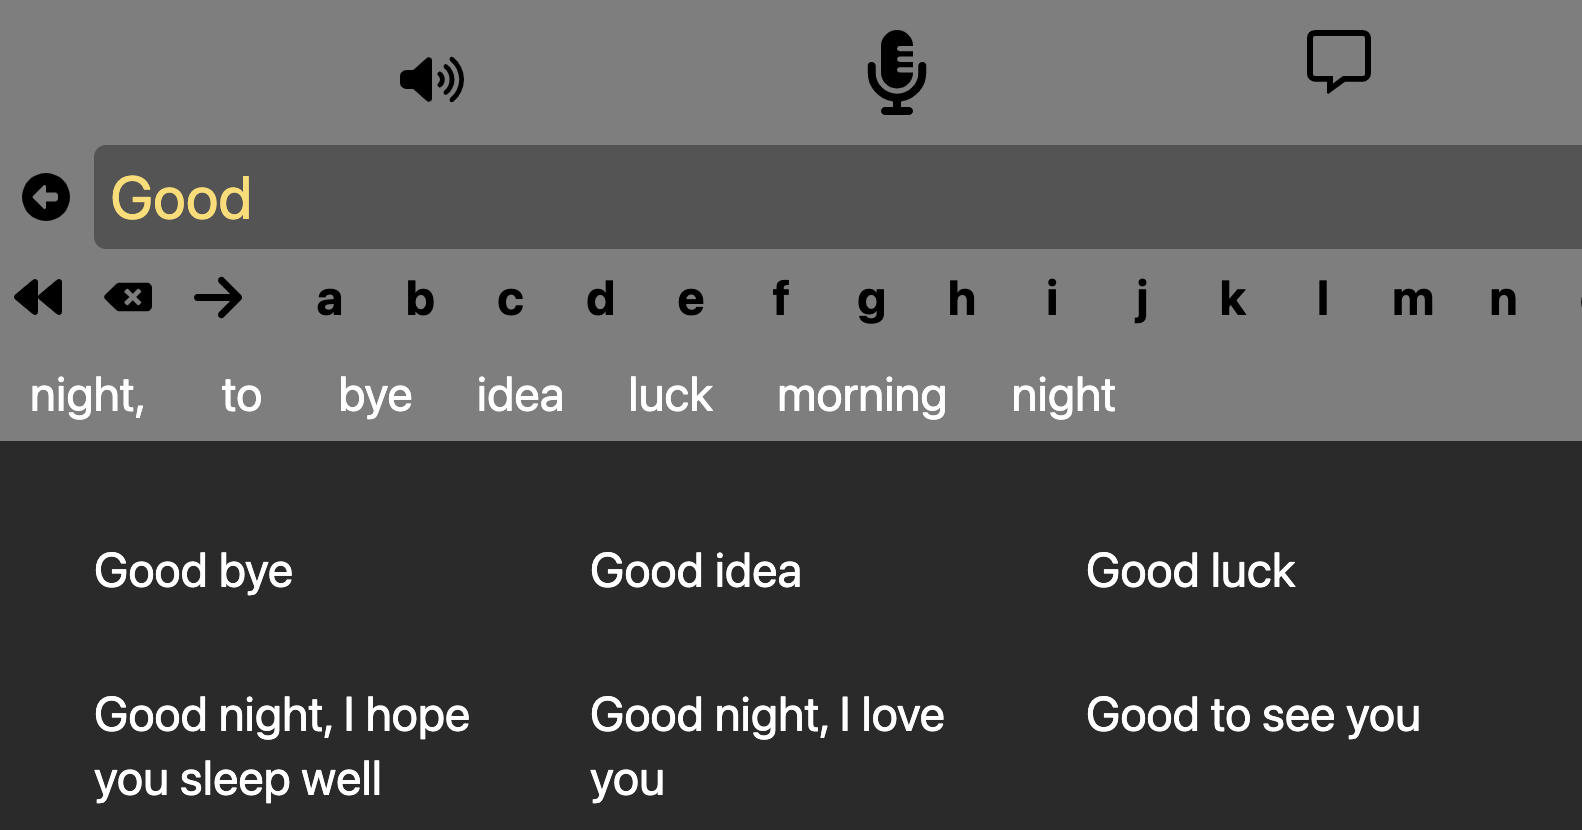 Good
a b c d e f g h i j k l m n
night, to bye idea luck morning night
Good bye Good idea Good luck
Good night, I hope you sleep well
Good night, I love you
Good to see you